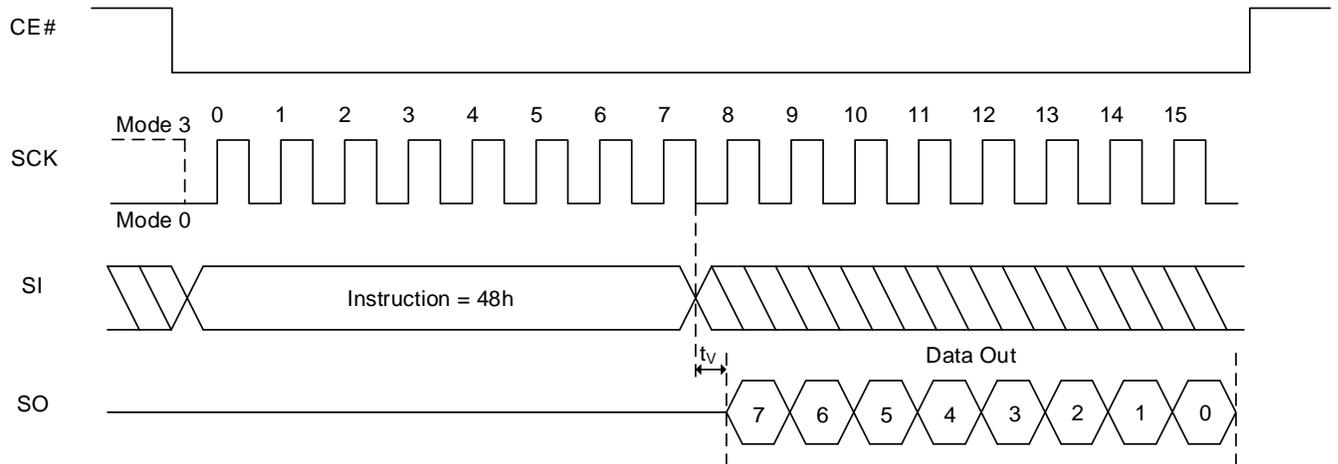 CE#
0 1 2 3 4 5 6 7 8 9 10 11 12 13 14 15
Mode 3
SCK
Mode 0
SI
Instruction = 48h
tV
Data Out
SO
7 6 5 4 3 2 1 0